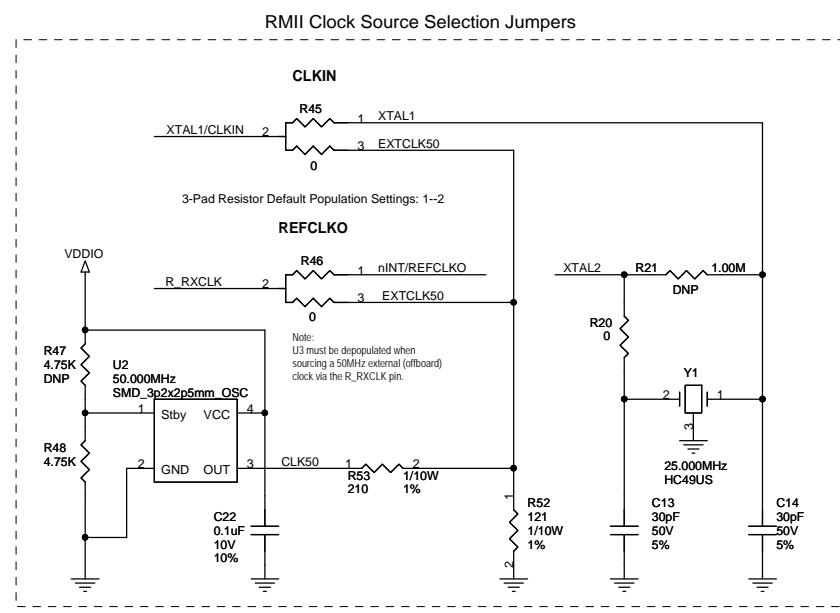 RMII Clock Source Selection Jumpers
CLKIN
R45
XTAL1/CLKIN 2
1 XTAL1
3 EXTCLK50
0
3-Pad Resistor Default Population Settings: 1--2
REFCLKO
R46
R_RXCLK 2
1 nINT/REFCLKO
3 EXTCLK50
0
Note:
U3 must be depopulated when
sourcing a 50MHz external (offboard)
clock via the R_RXCLK pin.
VDDIO
R47
4.75K
DNP
R48
4.75K
U2
50.000MHz
SMD_3p2x2p5mm_OSC
1 Stby VCC 4
2 GND OUT 3
CLK50
C22
0.1uF
10V
10%
1 2
R53
210
1/10W
1%
1
R52
121
1/10W
1%
2
XTAL2
R21 1.00M
DNP
R20
0
Y1
2 1
3
25.000MHz
HC49US
C13
30pF
50V
5%
C14
30pF
50V
5%